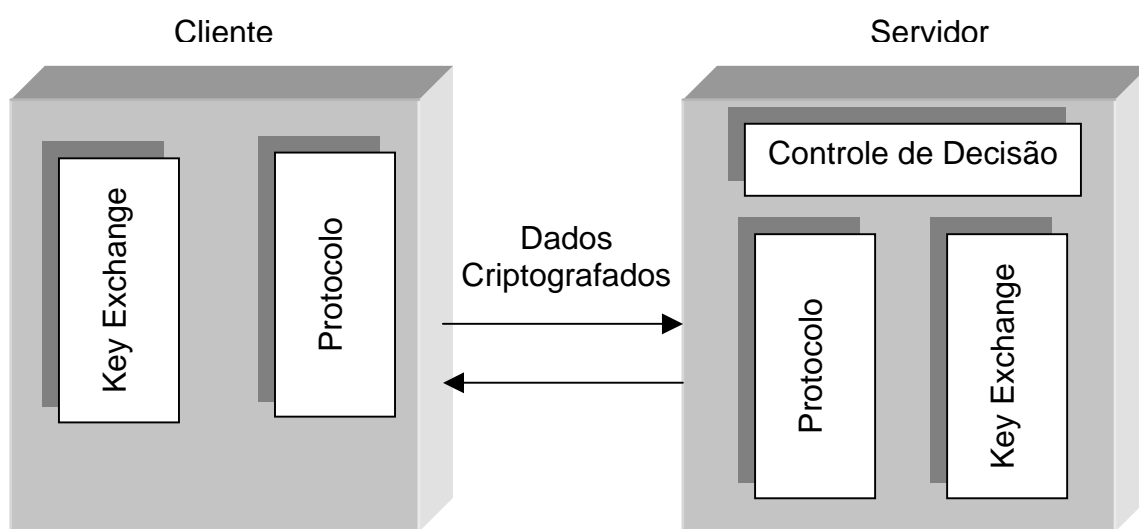 Cliente
Servidor
Key Exchange
Protocolo
Dados
Criptografados
Controle de Decisão
Protocolo
Key Exchange